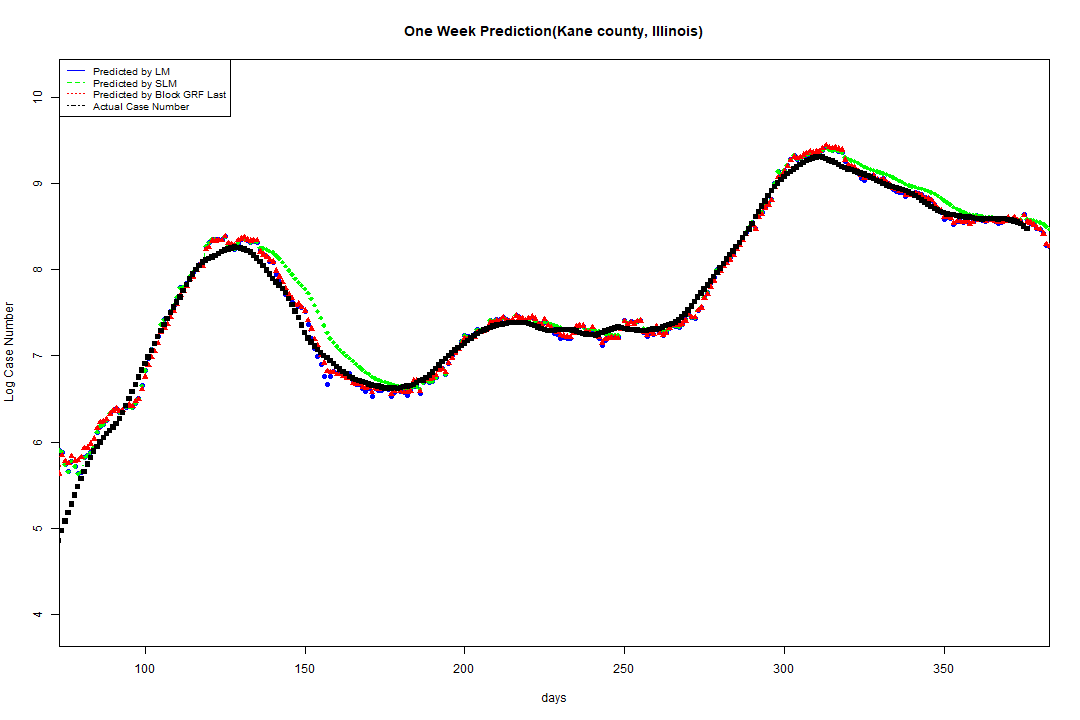 One Week Prediction(Kane county, Illinois)
Predicted by LM
Predicted by SLM
Predicted by Block GRF Last
Actual Case Number
10
9
8
7
6
5
4
Log Case Number
100 150 200 250 300 350
days